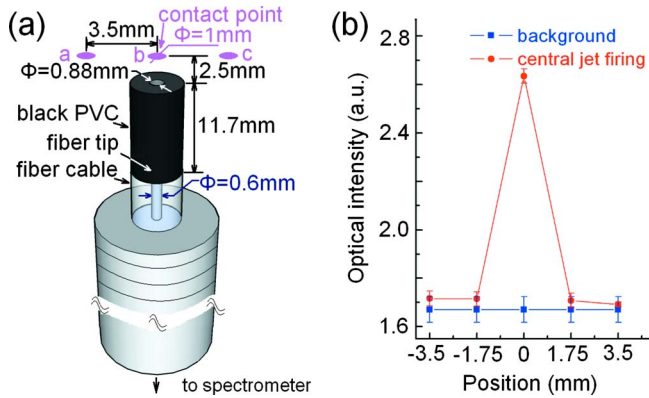 (a)
contact point
3.5mm
Φ=1mm
a
b
c
Φ=0.88mm
2.5mm
black PVC
11.7mm
fiber tip
fiber cable
Φ=0.6mm
to spectrometer
(b)
background
central jet firing
Optical intensity (a.u.)
2.8
2.4
2.0
1.6
-3.5 -1.75 0 1.75 3.5
Position (mm)